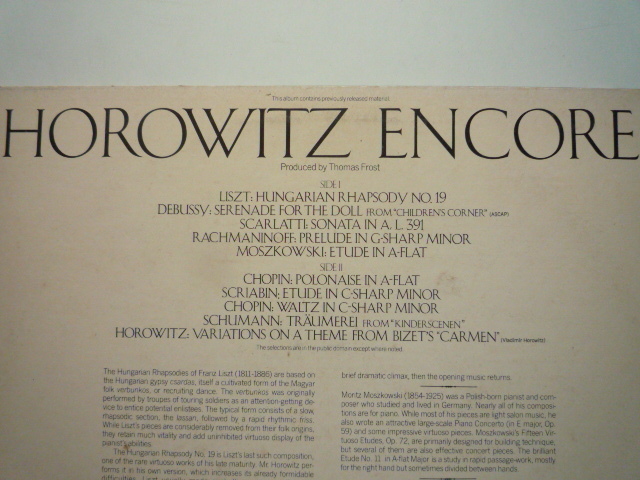 This album contains previously released material
HOROWITZ ENCORE
Produced by Thomas Frost
SIDE I
LISZT: HUNGARIAN RHAPSODY NO. 19
DEBUSSY: SERENADE FOR THE DOLL FROM "CHILDREN'S CORNER" (ASCAP)
SCARLATTI: SONATA IN A, L. 391
RACHMANINOFF: PRELUDE IN G-SHARP MINOR
MOSZKOWSKI: ETUDE IN A-FLAT
SIDE II
CHOPIN: POLONAISE IN A-FLAT
SCRIABIN: ETUDE IN C-SHARP MINOR
CHOPIN: WALTZ IN C-SHARP MINOR
SCHUMANN: TRÄUMEREI FROM "KINDERSCENEN"
HOROWITZ: VARIATIONS ON A THEME FROM BIZET'S "CARMEN" (Vladimir Horowitz)
The selections are in the public domain except where noted
The Hungarian Rhapsodies of Franz Liszt (1811-1886) are based on
the Hungarian gypsy csardas, itself a cultivated form of the Magyar
folk verbunkos, or recruiting dance. The verbunkos was originally
performed by troupes of touring soldiers as an attention-getting de-
vice to entice potential enlistees. The typical form consists of a slow,
rhapsodic section, the lassan, followed by a rapid rhythmic friss.
While Liszt's pieces are considerably removed from their folk origins,
they retain much vitality and add uninhibited virtuoso display of the
pianist's abilities.
The Hungarian Rhapsody No. 19 is Liszt's last such composition,
one of the rare virtuoso works of his late maturity. Mr. Horowitz per-
forms it in his own version, which increases its already formidable
brief dramatic climax, then the opening music returns.
Moritz Moszkowski (1854-1925) was a Polish-born pianist and com-
poser who studied and lived in Germany. Nearly all of his composi-
tions are for piano. While most of his pieces are light salon music, he
also wrote an attractive large-scale Piano Concerto (in E major, Op.
59) and some impressive virtuoso pieces. Moszkowski's Fifteen Vir-
tuoso Etudes, Op. 72, are primarily designed for building technique,
but several of them are also effective concert pieces. The brilliant
Etude No. 11 in A-flat Major is a study in rapid passage-work, mostly
for the right hand but sometimes divided between hands.